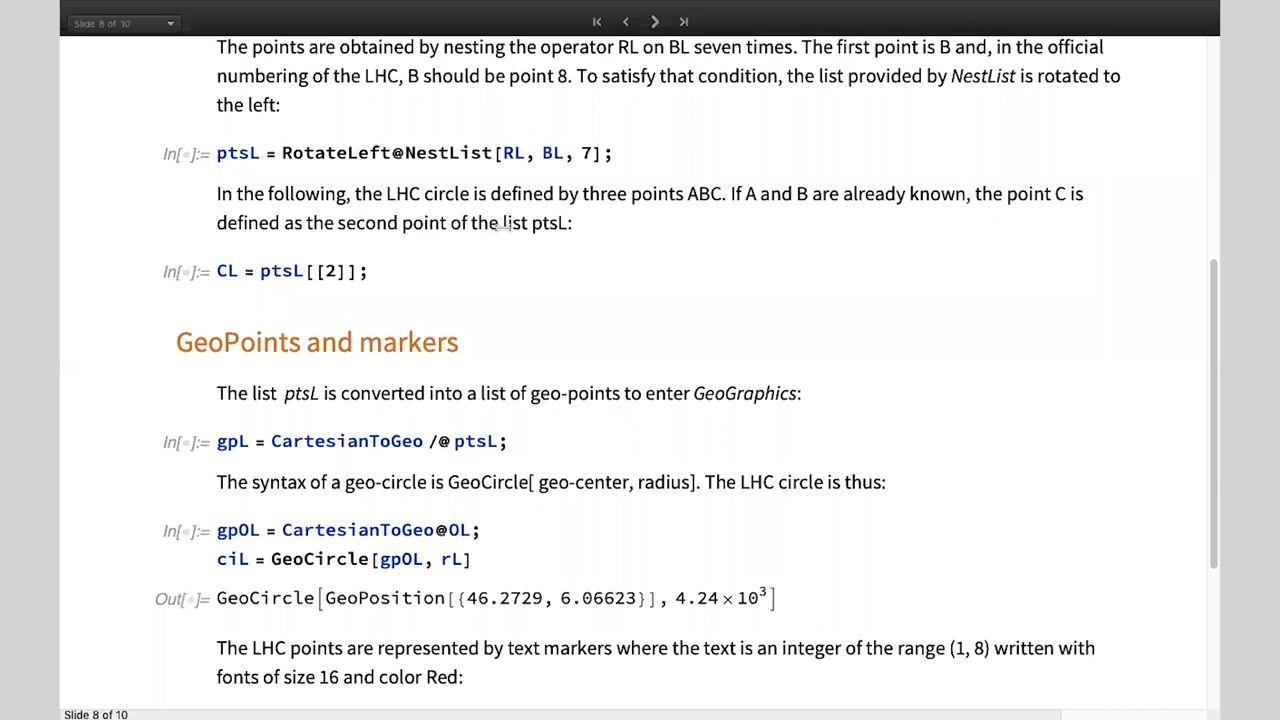 Slide 8 of 10
The points are obtained by nesting the operator RL on BL seven times. The first point is B and, in the official
numbering of the LHC, B should be point 8. To satisfy that condition, the list provided by NestList is rotated to
the left:
In[•]:= ptsL = RotateLeft@NestList[RL, BL, 7];
In the following, the LHC circle is defined by three points ABC. If A and B are already known, the point C is
defined as the second point of the list ptsL:
In[•]:= CL = ptsL[[2]];
GeoPoints and markers
The list ptsL is converted into a list of geo-points to enter GeoGraphics:
In[•]:= gpL = CartesianToGeo /@ ptsL;
The syntax of a geo-circle is GeoCircle[ geo-center, radius]. The LHC circle is thus:
In[•]:= gpOL = CartesianToGeo@OL;
ciL = GeoCircle[gpOL, rL]
Out[•]= GeoCircle[GeoPosition[{46.2729, 6.06623}], 4.24×10³]
The LHC points are represented by text markers where the text is an integer of the range (1, 8) written with
fonts of size 16 and color Red:
Slide 8 of 10